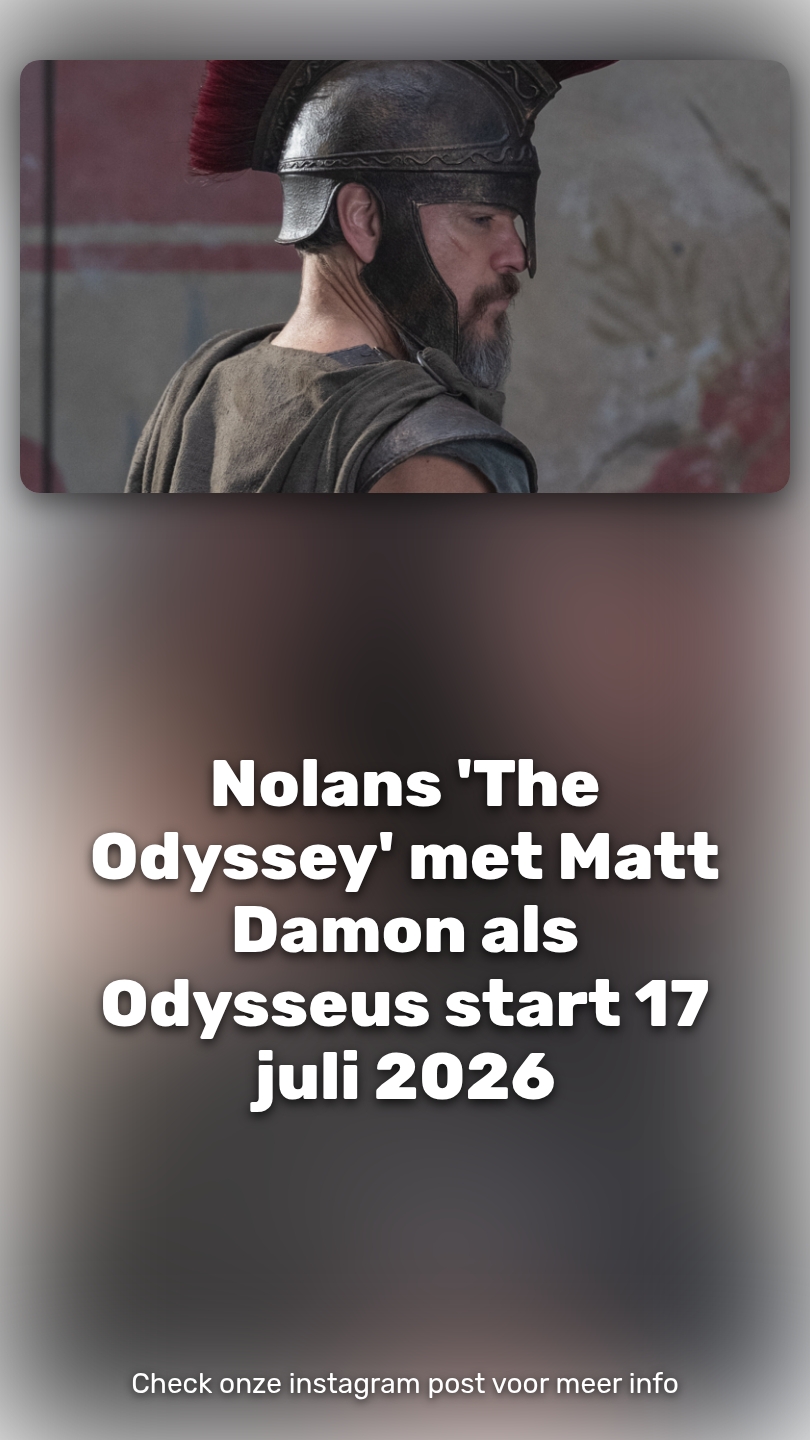 Nolans 'The
Odyssey' met Matt
Damon als
Odysseus start 17
juli 2026
Check onze instagram post voor meer info